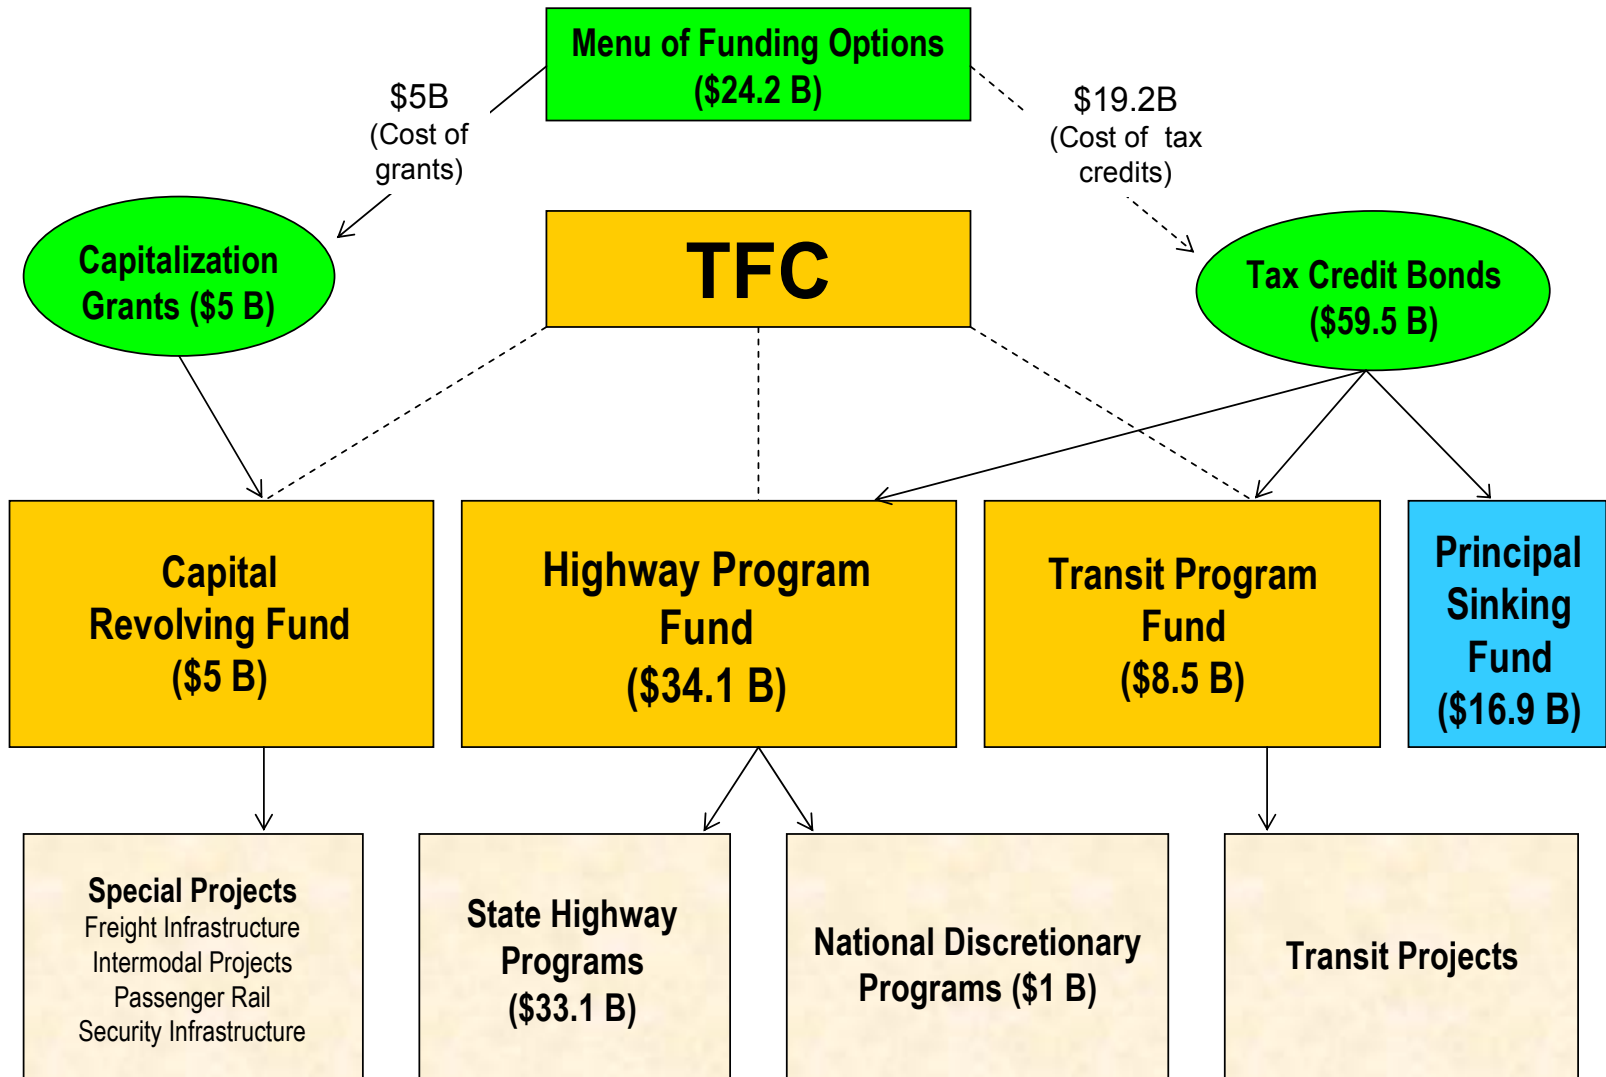 Menu of Funding Options
($24.2 B)
$5B
(Cost of
grants)
$19.2B
(Cost of tax
credits)
Capitalization
Grants ($5 B)
TFC
Tax Credit Bonds
($59.5 B)
Capital
Revolving Fund
($5 B)
Highway Program
Fund
($34.1 B)
Transit Program
Fund
($8.5 B)
Principal
Sinking
Fund
($16.9 B)
Special Projects
Freight Infrastructure
Intermodal Projects
Passenger Rail
Security Infrastructure
State Highway
Programs
($33.1 B)
National Discretionary
Programs ($1 B)
Transit Projects